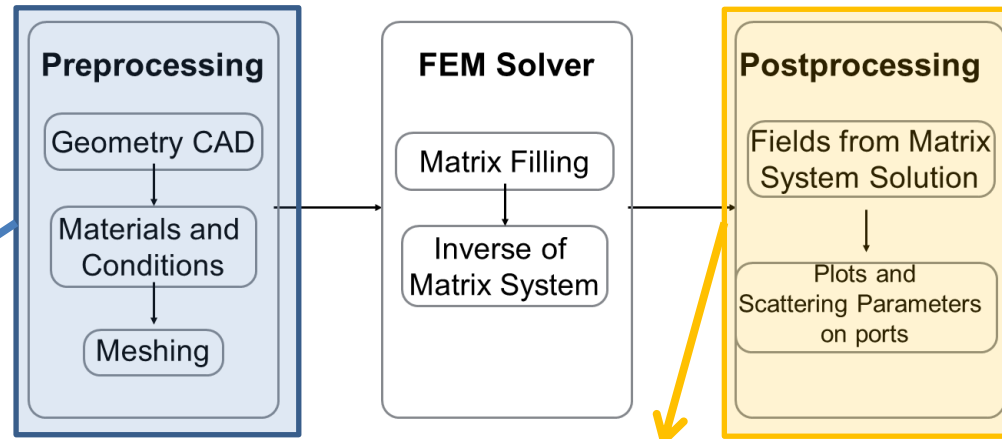 Preprocessing
Geometry CAD
Materials and
Conditions
Meshing
FEM Solver
Matrix Filling
Inverse of
Matrix System
Postprocessing
Fields from Matrix
System Solution
Plots and
Scattering Parameters
on ports